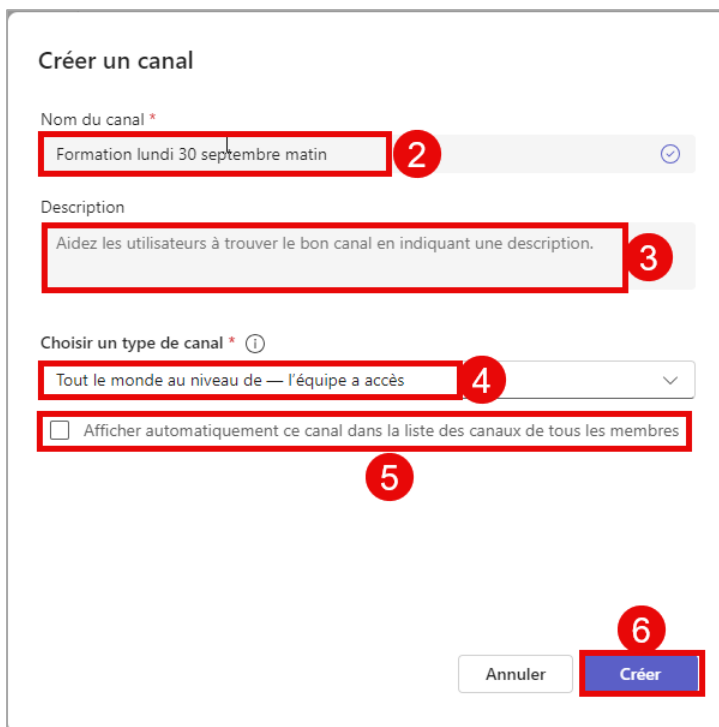 Créer un canal
Nom du canal *
Formation lundi 30 septembre matin
2
Description
Aidez les utilisateurs à trouver le bon canal en indiquant une description.
3
Choisir un type de canal *
Tout le monde au niveau de — l'équipe a accès
4
Afficher automatiquement ce canal dans la liste des canaux de tous les membres
5
6
Annuler
Créer